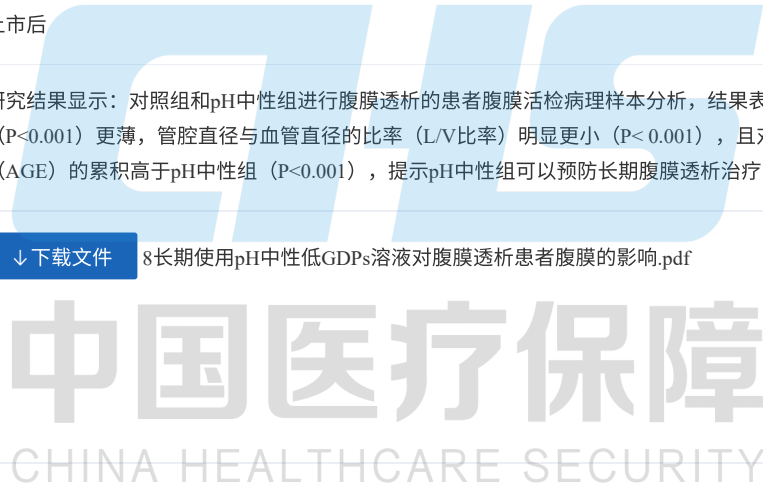 上市后
研究结果显示：对照组和pH中性组进行腹膜透析的患者腹膜活检病理样本分析，结果表
（P<0.001）更薄，管腔直径与血管直径的比率（L/V比率）明显更小（P< 0.001），且对
（AGE）的累积高于pH中性组（P<0.001），提示pH中性组可以预防长期腹膜透析治疗
↓下载文件 8长期使用pH中性低GDPs溶液对腹膜透析患者腹膜的影响.pdf
中国医疗保障
CHINA HEALTHCARE SECURITY